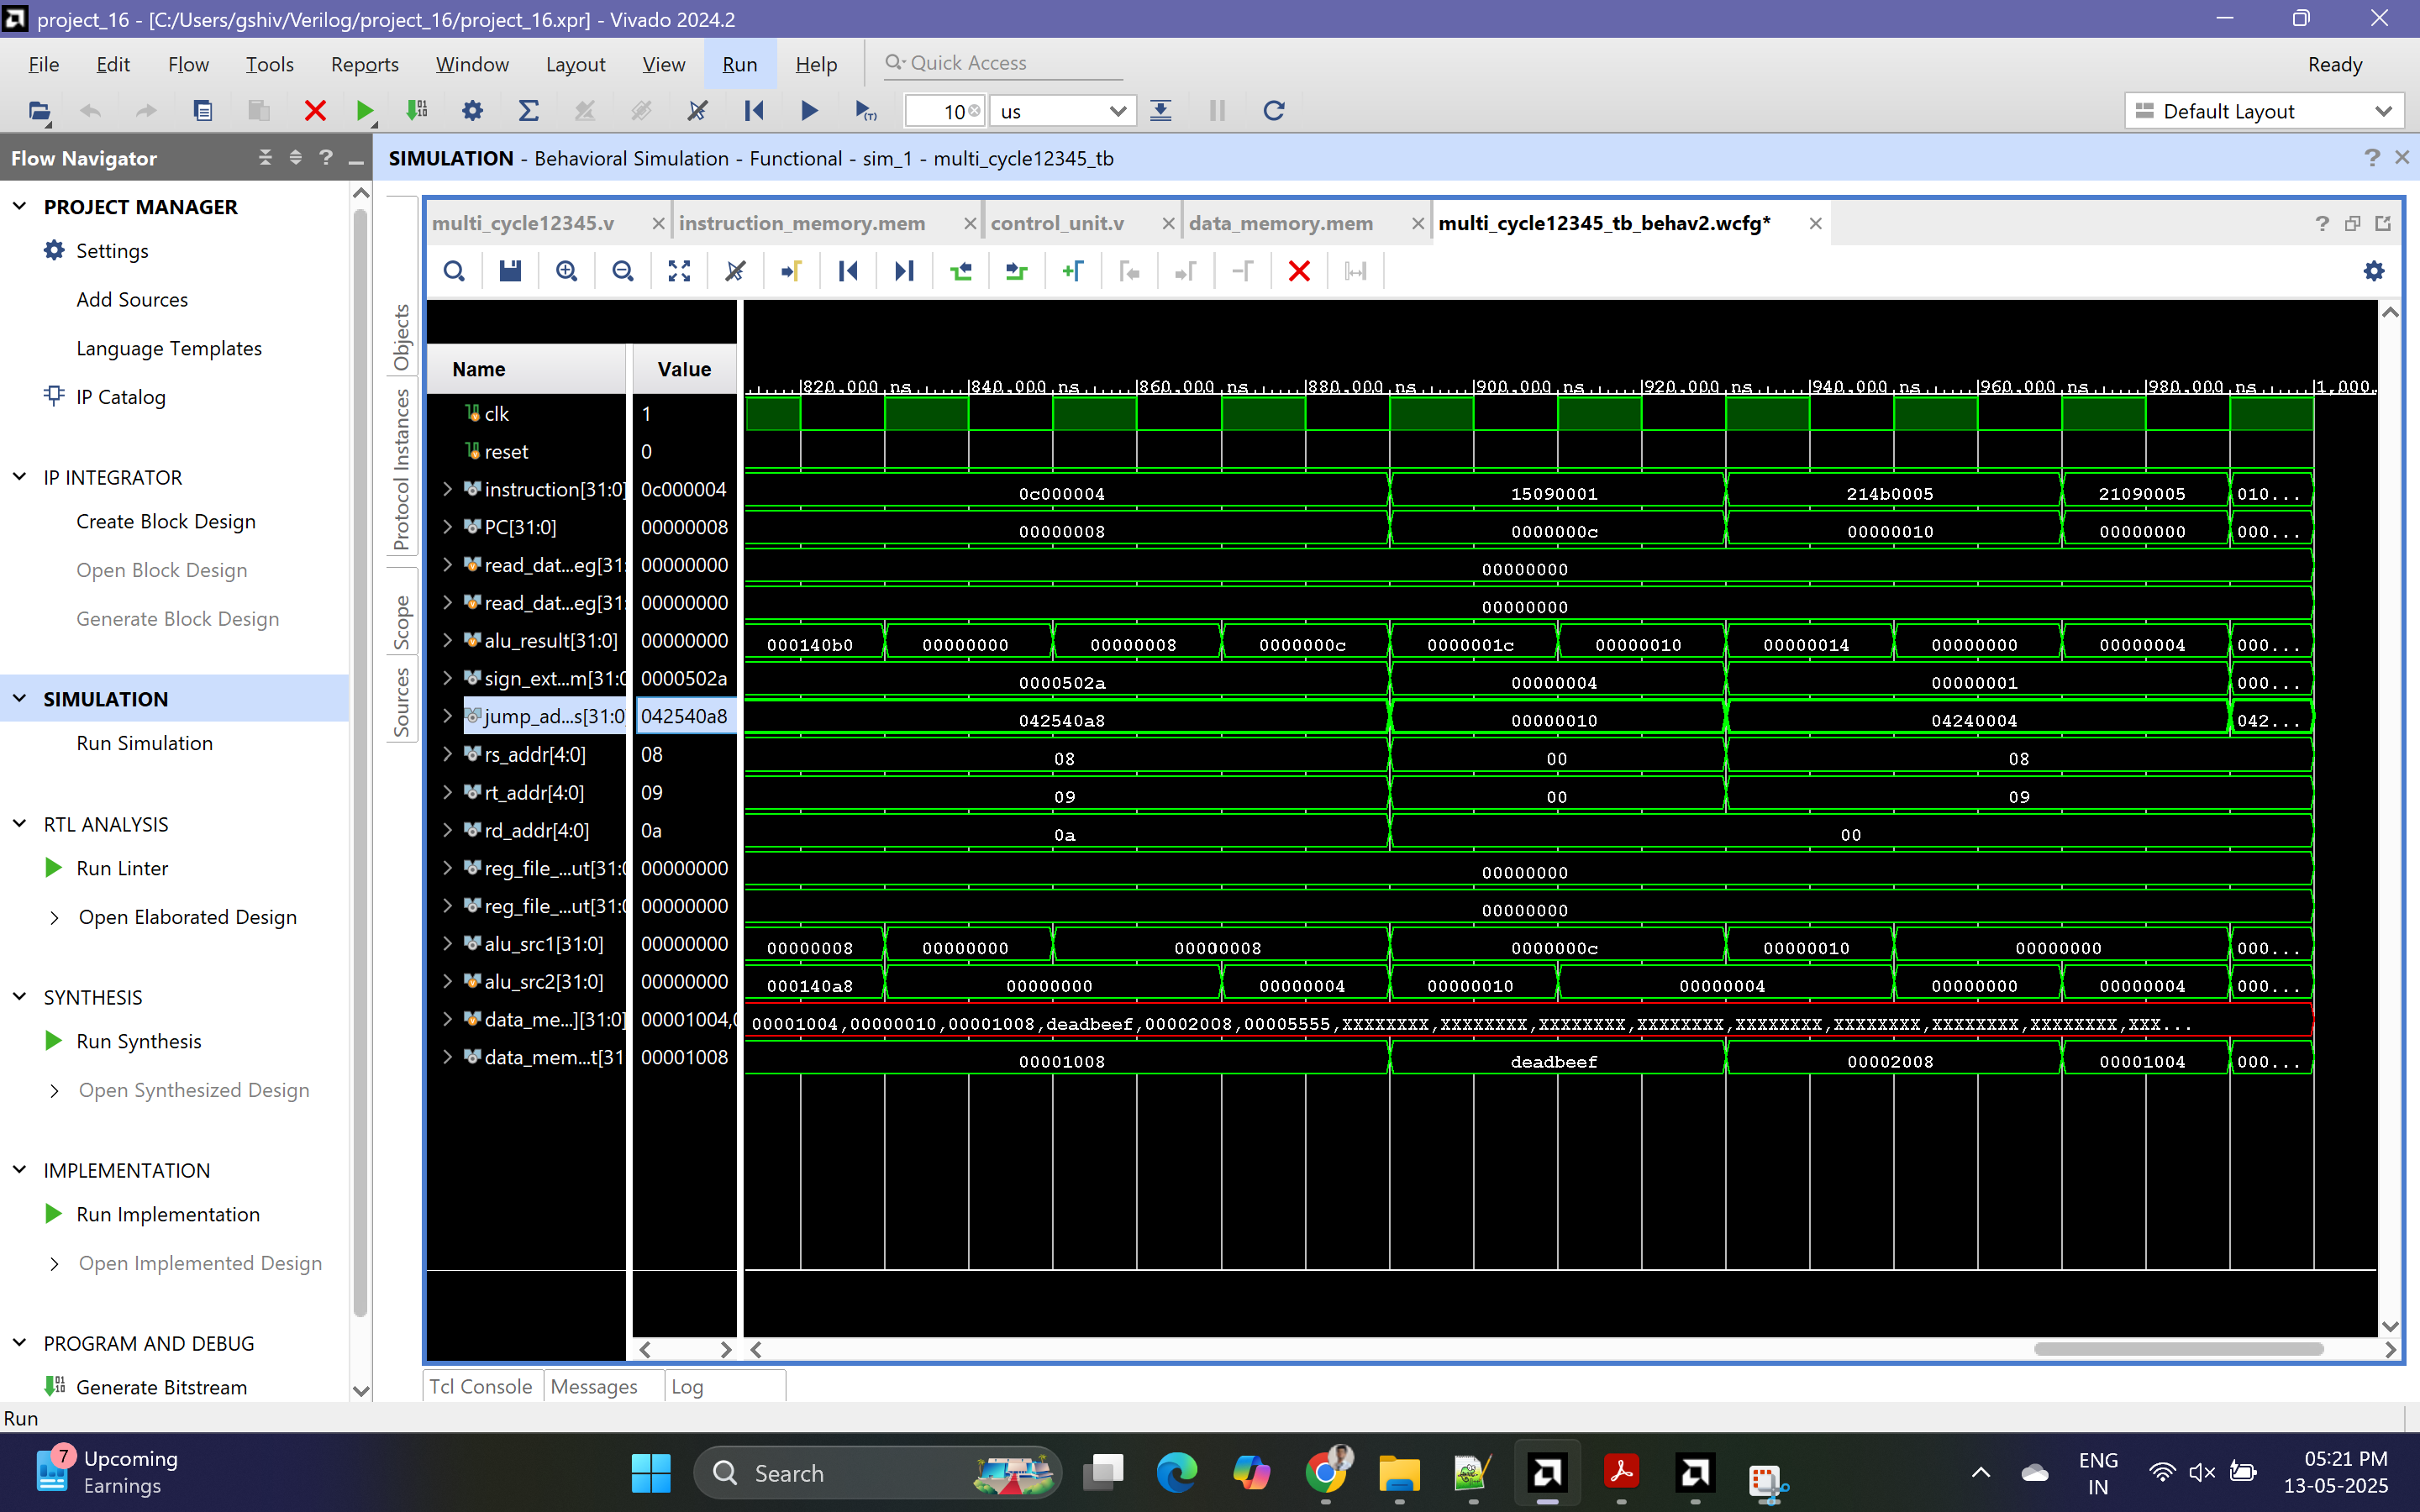 project_16 - [C:/Users/gshiv/Verilog/project_16/project_16.xpr] - Vivado 2024.2
File Edit Flow Tools Reports Window Layout View Run Help Quick Access Ready
10 us Default Layout
Flow Navigator
SIMULATION - Behavioral Simulation - Functional - sim_1 - multi_cycle12345_tb
PROJECT MANAGER
Settings
Add Sources
Language Templates
IP Catalog
IP INTEGRATOR
Create Block Design
Open Block Design
Generate Block Design
SIMULATION
Run Simulation
RTL ANALYSIS
Run Linter
Open Elaborated Design
SYNTHESIS
Run Synthesis
Open Synthesized Design
IMPLEMENTATION
Run Implementation
Open Implemented Design
PROGRAM AND DEBUG
Generate Bitstream
Objects
Protocol Instances
Scope
Sources
multi_cycle12345.v instruction_memory.mem control_unit.v data_memory.mem multi_cycle12345_tb_behav2.wcfg*
Name Value
820.000 ns 840.000 ns 860.000 ns 880.000 ns 900.000 ns 920.000 ns 940.000 ns 960.000 ns 980.000 ns 1,000.
clk 1
reset 0
instruction[31:0] 0c000004 0c000004 15090001 214b0005 21090005 010...
PC[31:0] 00000008 00000008 0000000c 00000010 00000000 000...
read_dat...eg[31: 00000000 00000000
read_dat...eg[31: 00000000 00000000
alu_result[31:0] 00000000 000140b0 00000000 00000008 0000000c 0000001c 00000010 00000014 00000000 00000004 000...
sign_ext...m[31:0 0000502a 0000502a 00000004 00000001 000...
jump_ad...s[31:0 042540a8 042540a8 00000010 04240004 042...
rs_addr[4:0] 08 08 00 08
rt_addr[4:0] 09 09 00 09
rd_addr[4:0] 0a 0a 00
reg_file_...ut[31:0 00000000 00000000
reg_file_...ut[31:0 00000000 00000000
alu_src1[31:0] 00000000 00000008 00000000 00000008 0000000c 00000010 00000000 000...
alu_src2[31:0] 00000000 000140a8 00000000 00000004 00000010 00000004 00000000 00000004 000...
data_me...][31:0] 00001004,0 00001004,00000010,00001008,deadbeef,00002008,00005555,XXXXXXXX,XXXXXXXX,XXXXXXXX,XXXXXXXX,XXXXXXXX,XXXXXXXX,XXXXXXXX,XXXXXXXX,XXX...
data_mem...t[31 00001008 00001008 deadbeef 00002008 00001004 000...
Tcl Console Messages Log
Run
7 Upcoming
Earnings
Search
ENG
IN
05:21 PM
13-05-2025